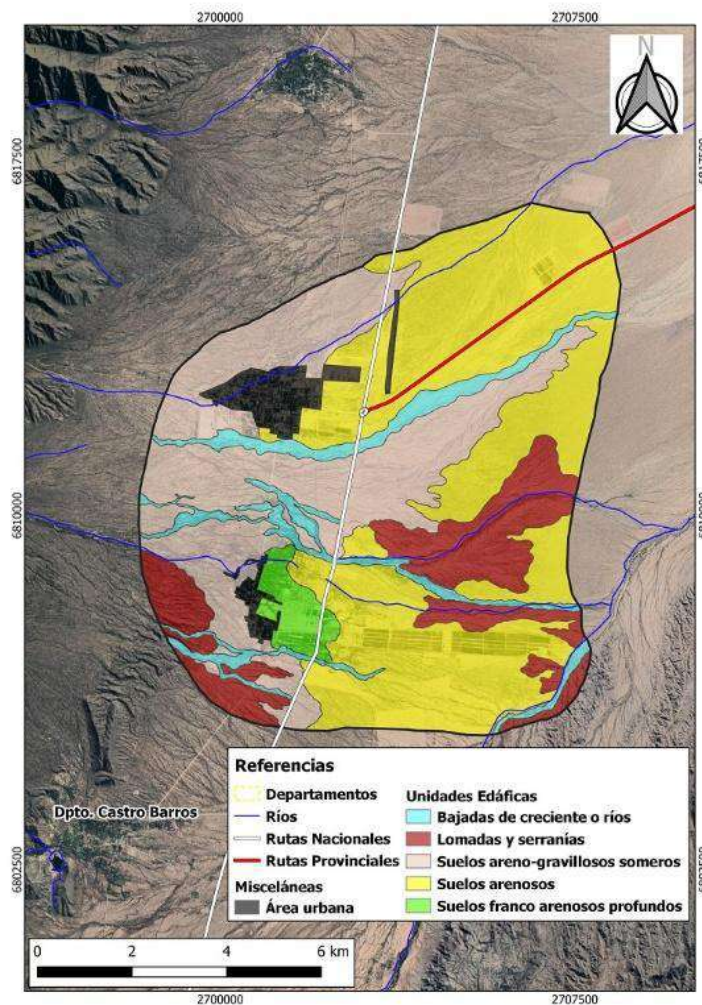 2700000
2707500
N
6817500
6817500
6810000
6810000
Dpto. Castro Barros
6802500
Referencias
Departamentos
Ríos
Rutas Nacionales
Rutas Provinciales
Misceláneas
Área urbana
Unidades Edáficas
Bajadas de creciente o ríos
Lomadas y serranías
Suelos areno-gravillosos someros
Suelos arenosos
Suelos franco arenosos profundos
0 2 4 6 km
2700000
2707500